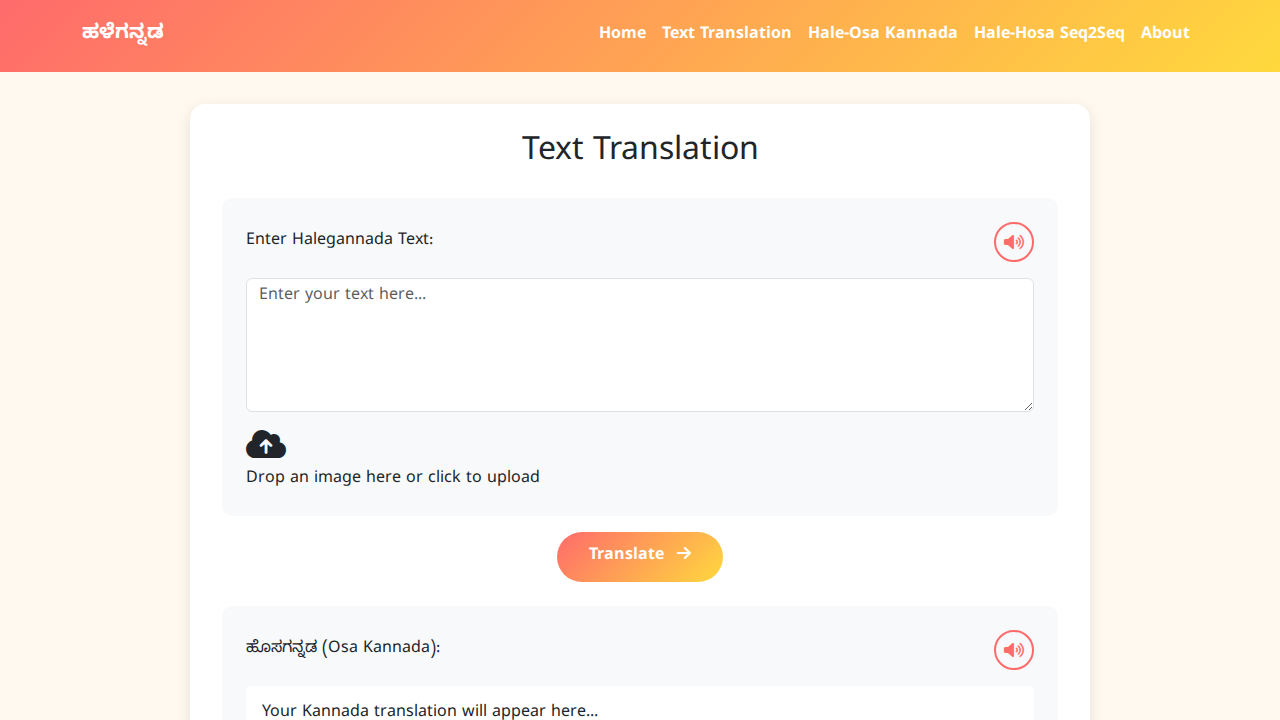 ಹಳೆಗನ್ನಡ
Home Text Translation Hale-Osa Kannada Hale-Hosa Seq2Seq About
Text Translation
Enter Halegannada Text:
Enter your text here...
Drop an image here or click to upload
Translate
ಹೊಸಗನ್ನಡ (Osa Kannada):
Your Kannada translation will appear here...